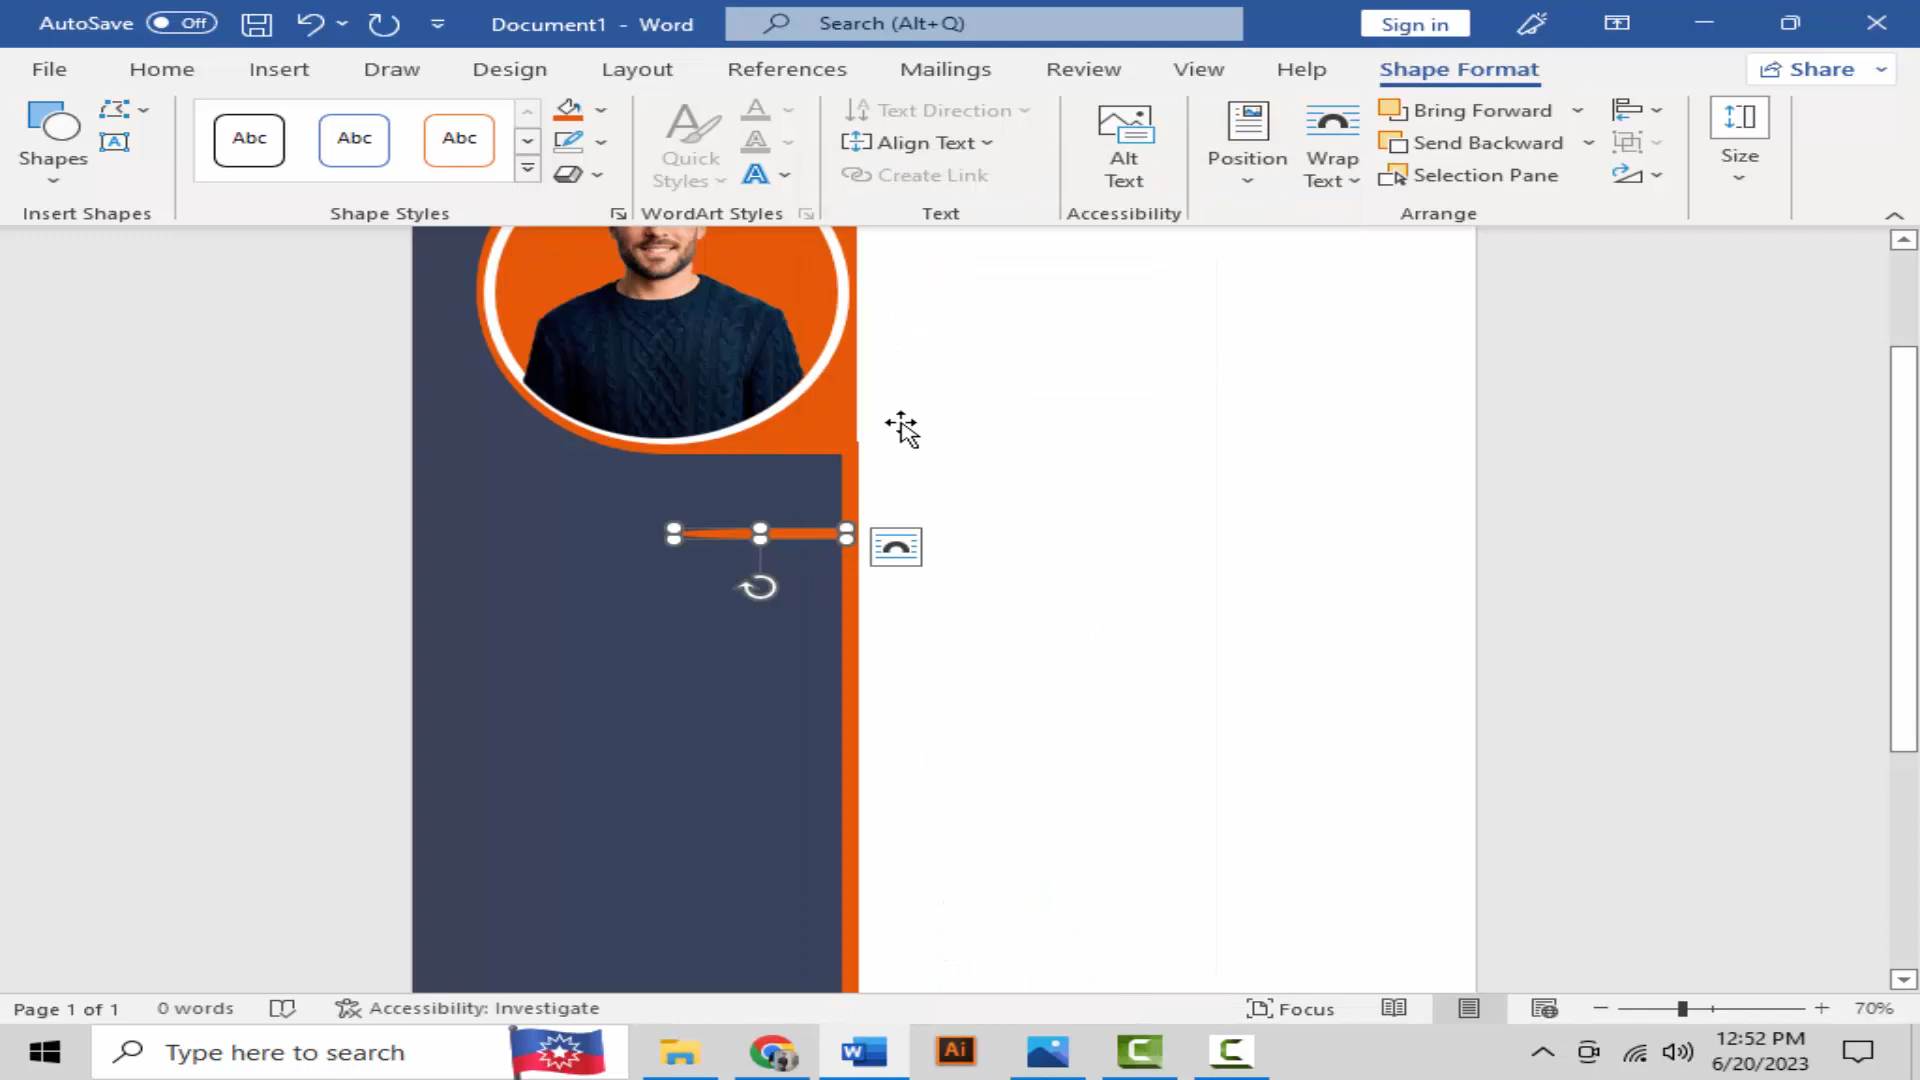 AutoSave Off Document1 - Word Search (Alt+Q) Sign in
File Home Insert Draw Design Layout References Mailings Review View Help Shape Format Share
Shapes
Insert Shapes
Abc Abc Abc
Shape Styles
Quick
Styles
WordArt Styles
Text Direction
Align Text
Create Link
Text
Alt
Text
Accessibility
Position
Wrap
Text
Bring Forward
Send Backward
Selection Pane
Arrange
Size
Page 1 of 1 0 words Accessibility: Investigate Focus 70%
Type here to search
W
Ai
C
C
12:52 PM
6/20/2023